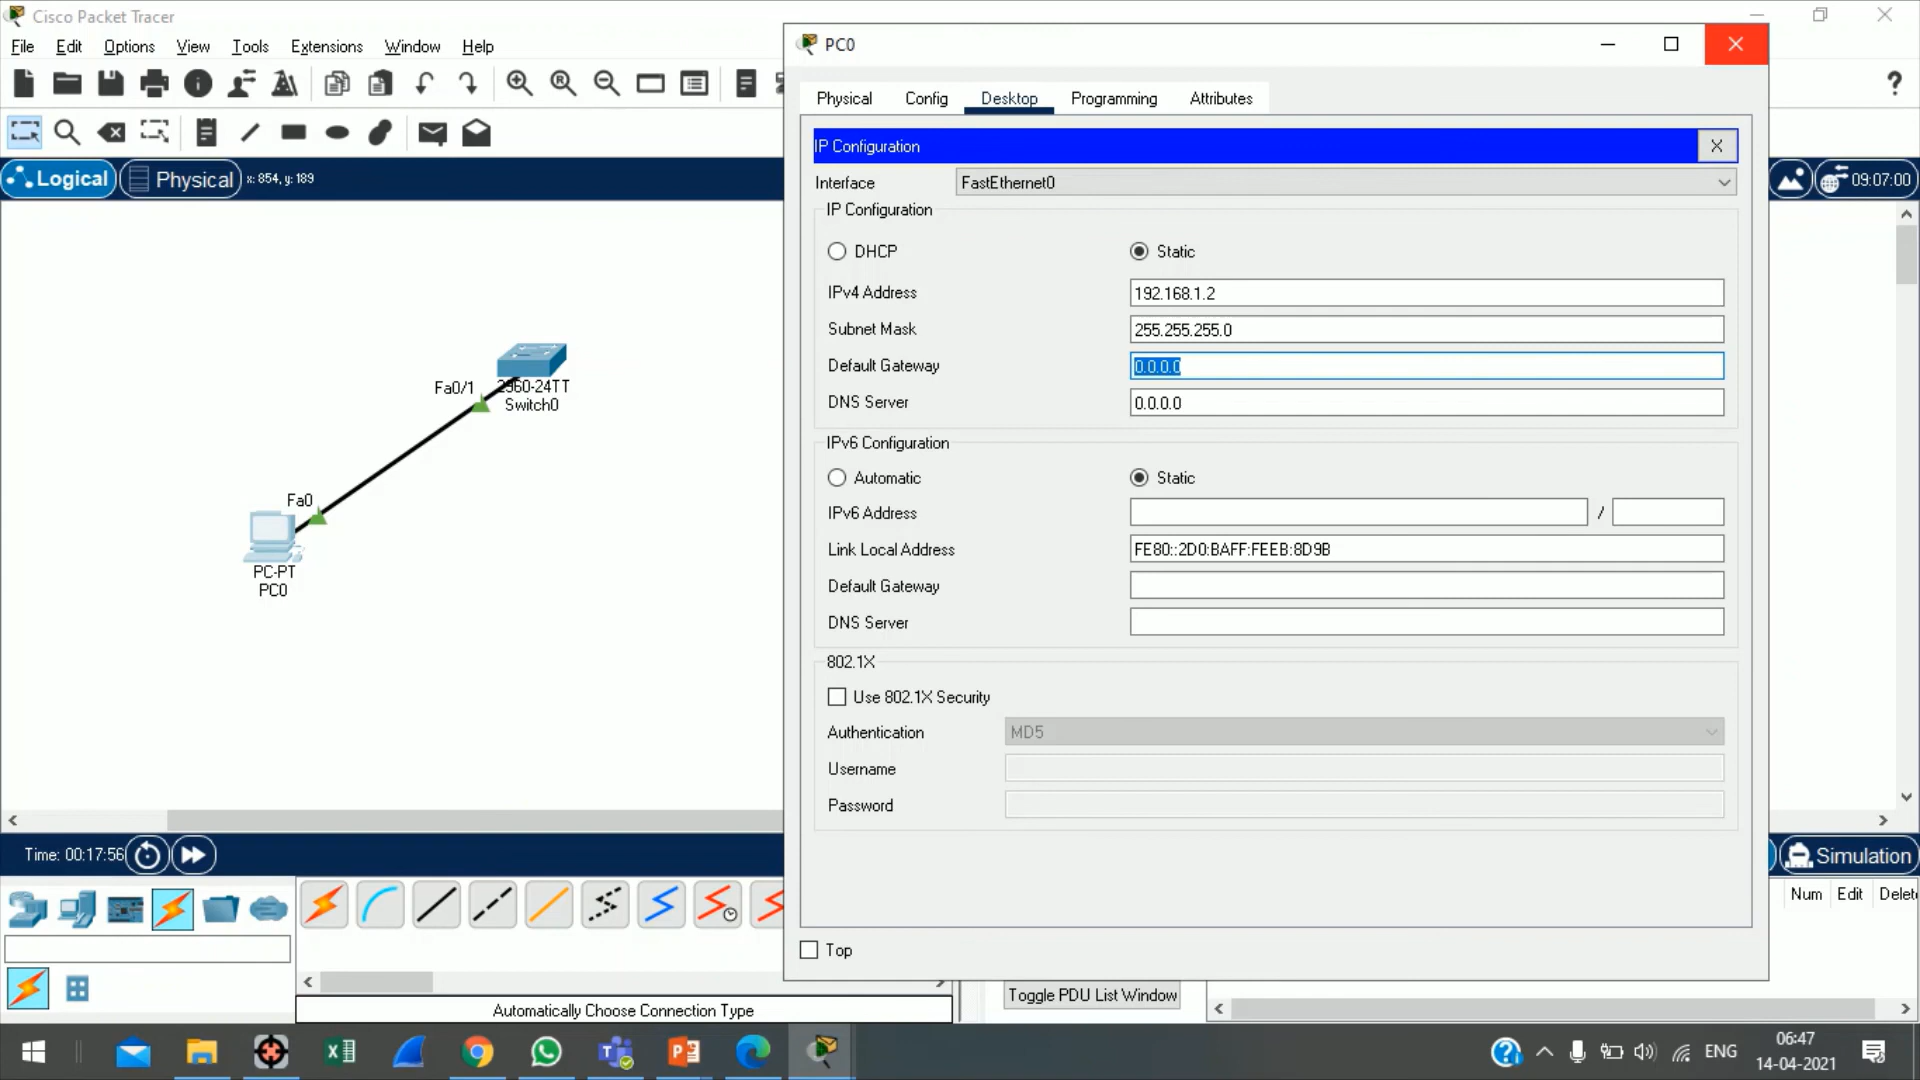 Cisco Packet Tracer
File Edit Options View Tools Extensions Window Help
Logical Physical x: 854, y: 189
09:07:00
Fa0/1
2960-24TT
Switch0
Fa0
PC-PT
PC0
PC0
Physical Config Desktop Programming Attributes
IP Configuration X
Interface FastEthernet0
IP Configuration
DHCP Static
IPv4 Address 192.168.1.2
Subnet Mask 255.255.255.0
Default Gateway 0.0.0.0
DNS Server 0.0.0.0
IPv6 Configuration
Automatic Static
IPv6 Address /
Link Local Address FE80::2D0:BAFF:FEEB:8D9B
Default Gateway
DNS Server
802.1X
Use 802.1X Security
Authentication MD5
Username
Password
Top
Time: 00:17:56
Simulation
Num Edit Delet
Automatically Choose Connection Type
Toggle PDU List Window
ENG
06:47
14-04-2021